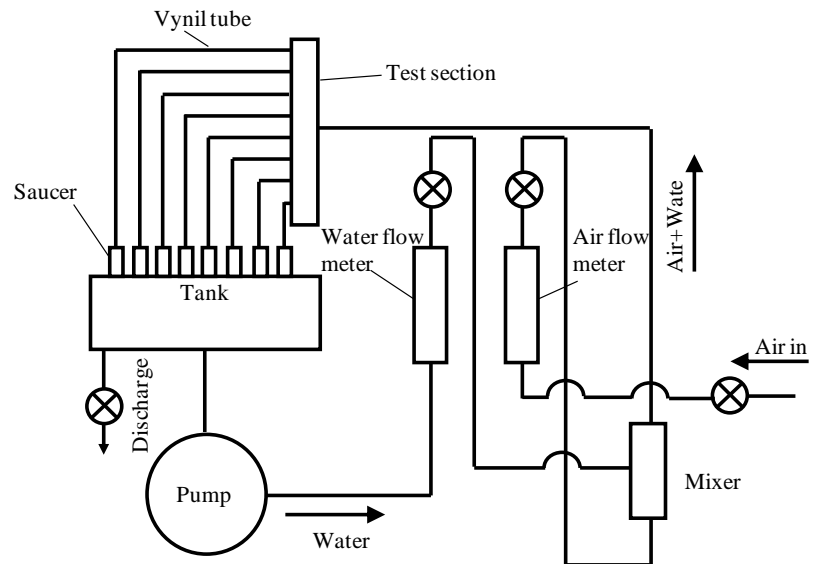 Vynil tube
Test section
Saucer
Water flow
meter
Air flow
meter
Air+Wate
Tank
Air in
Discharge
Pump
Mixer
Water